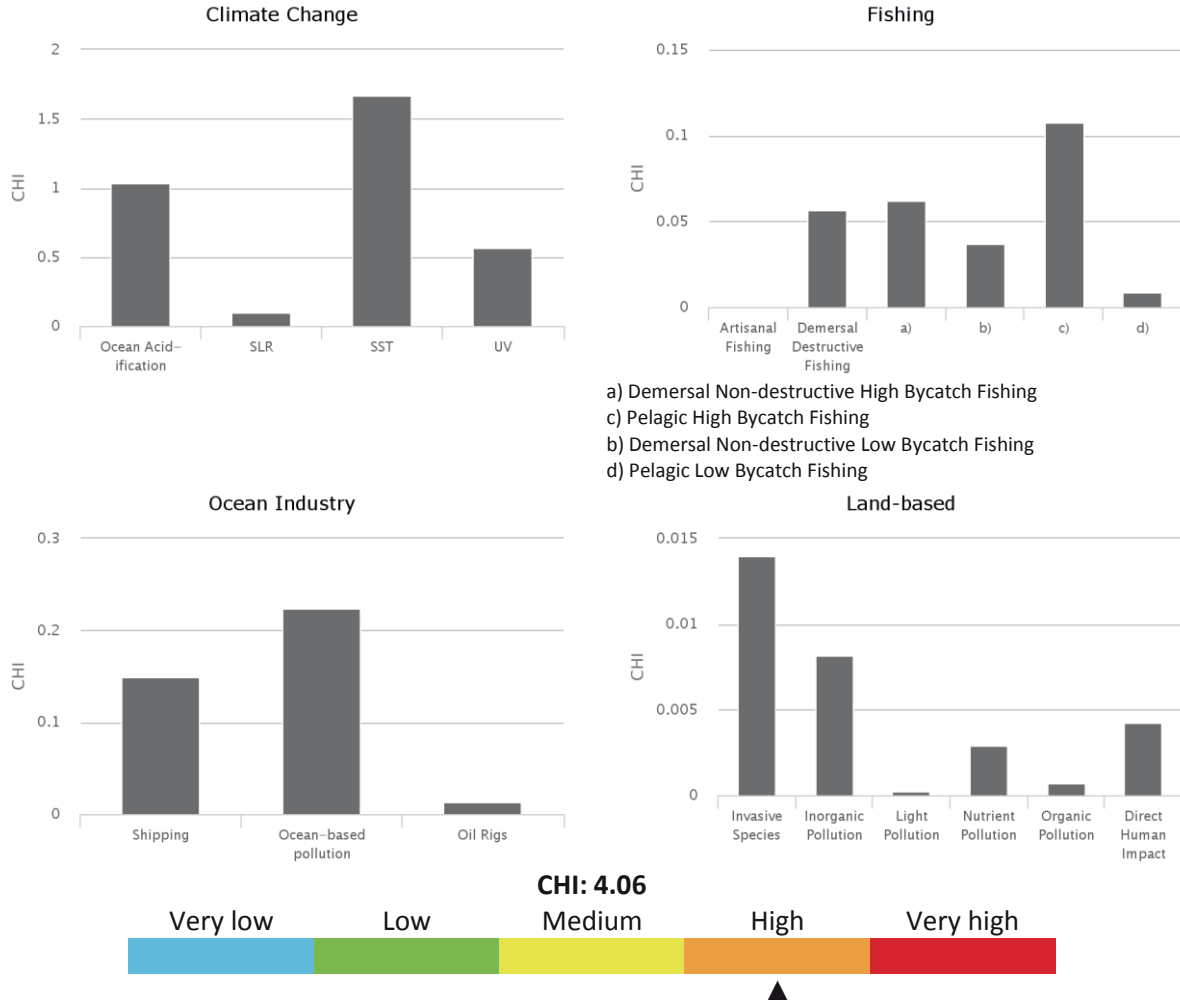 Climate Change
2
1.5
1
0.5
0
CHI
Ocean Acid–
ification
SLR
SST
UV
Fishing
0.15
0.1
0.05
0
CHI
Artisanal
Fishing
Demersal
Destructive
Fishing
a)
b)
c)
d)
a) Demersal Non-destructive High Bycatch Fishing
c) Pelagic High Bycatch Fishing
b) Demersal Non-destructive Low Bycatch Fishing
d) Pelagic Low Bycatch Fishing
Ocean Industry
0.3
0.2
0.1
0
CHI
Shipping
Ocean–based
pollution
Oil Rigs
Land-based
0.015
0.01
0.005
0
CHI
Invasive
Species
Inorganic
Pollution
Light
Pollution
Nutrient
Pollution
Organic
Pollution
Direct
Human
Impact
CHI: 4.06
Very low Low Medium High Very high